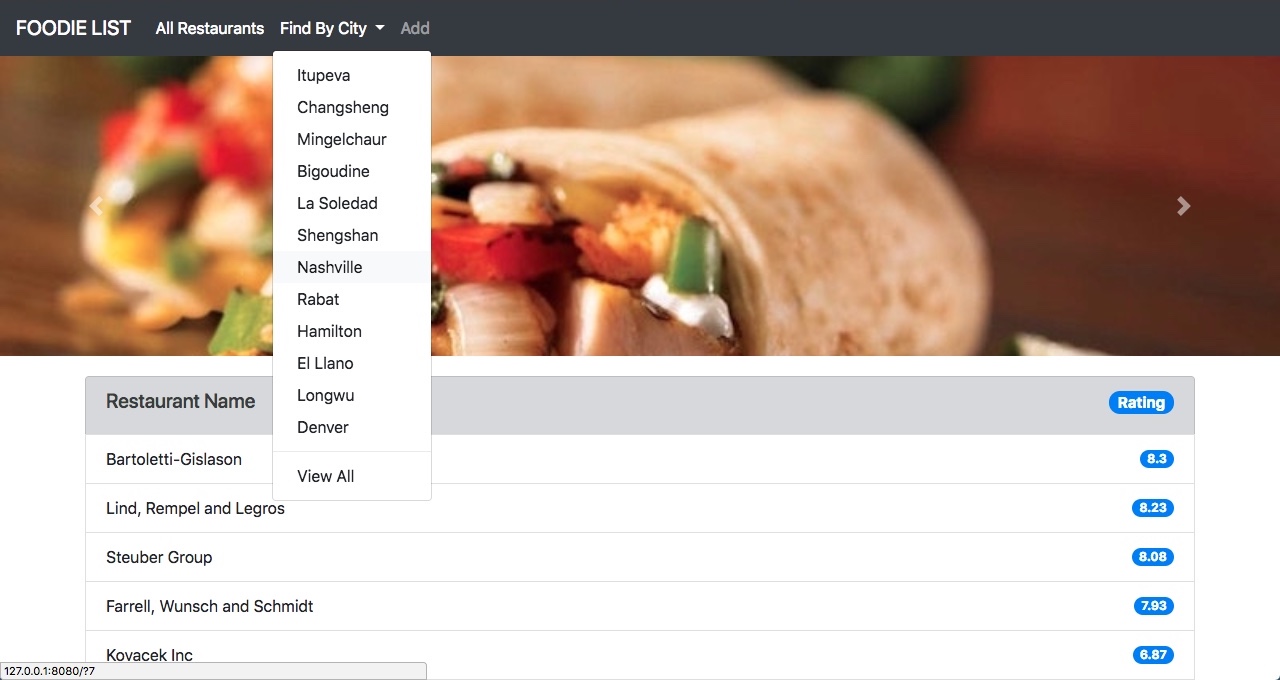 FOODIE LIST All Restaurants Find By City Add
Itupeva
Changsheng
Mingelchaur
Bigoudine
La Soledad
Shengshan
Nashville
Rabat
Hamilton
El Llano
Longwu
Denver
View All
Restaurant Name Rating
Bartoletti-Gislason 8.3
Lind, Rempel and Legros 8.23
Steuber Group 8.08
Farrell, Wunsch and Schmidt 7.93
Kovacek Inc 6.87
127.0.0.1:8080/?7